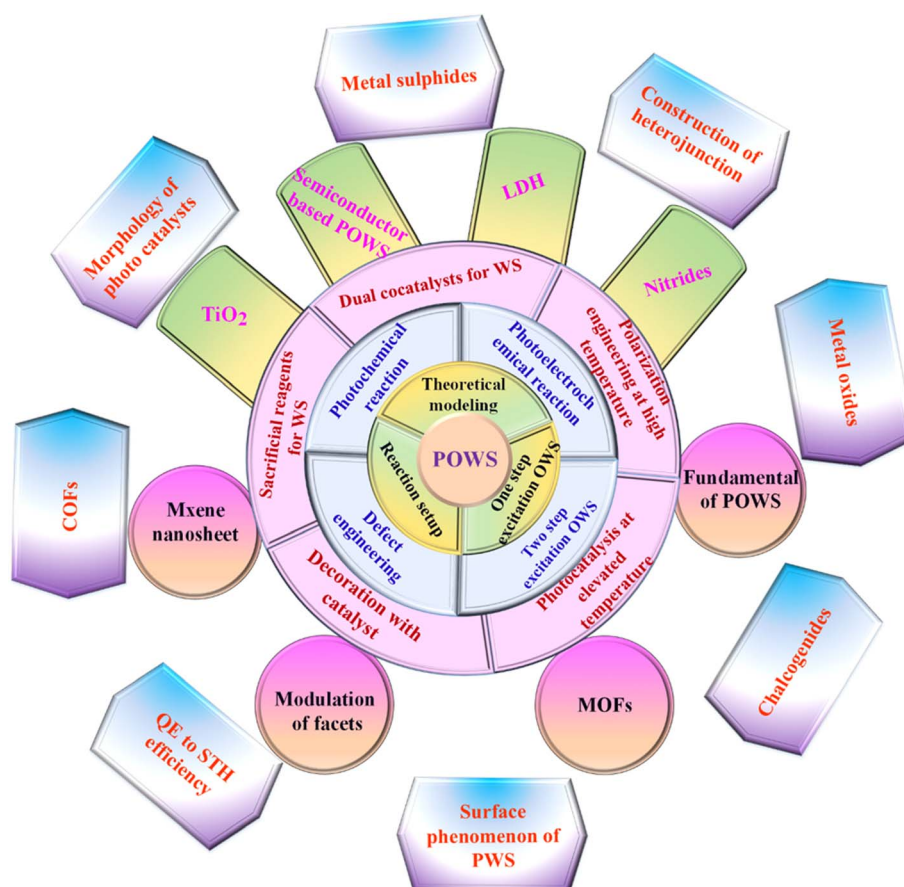 Metal sulphides
Construction of
heterojunction
Morphology of
photo catalysts
Semiconductor
based POWS
LDH
TiO2
Nitrides
Metal oxides
Dual cocatalysts for WS
Polarization
engineering at high
temperature
Sacrificial reagents
for WS
Photochemical
reaction
Photoelectroch
emical reaction
Theoretical
modeling
POWS
Reaction setup
One step
excitation OWS
Defect
engineering
Two step
excitation OWS
Decoration with
catalyst
Photocatalysis at
elevated
temperature
COFs
Mxene
nanosheet
Fundamental
of POWS
Chalcogenides
Modulation
of facets
MOFs
QE to STH
efficiency
Surface
phenomenon of
PWS